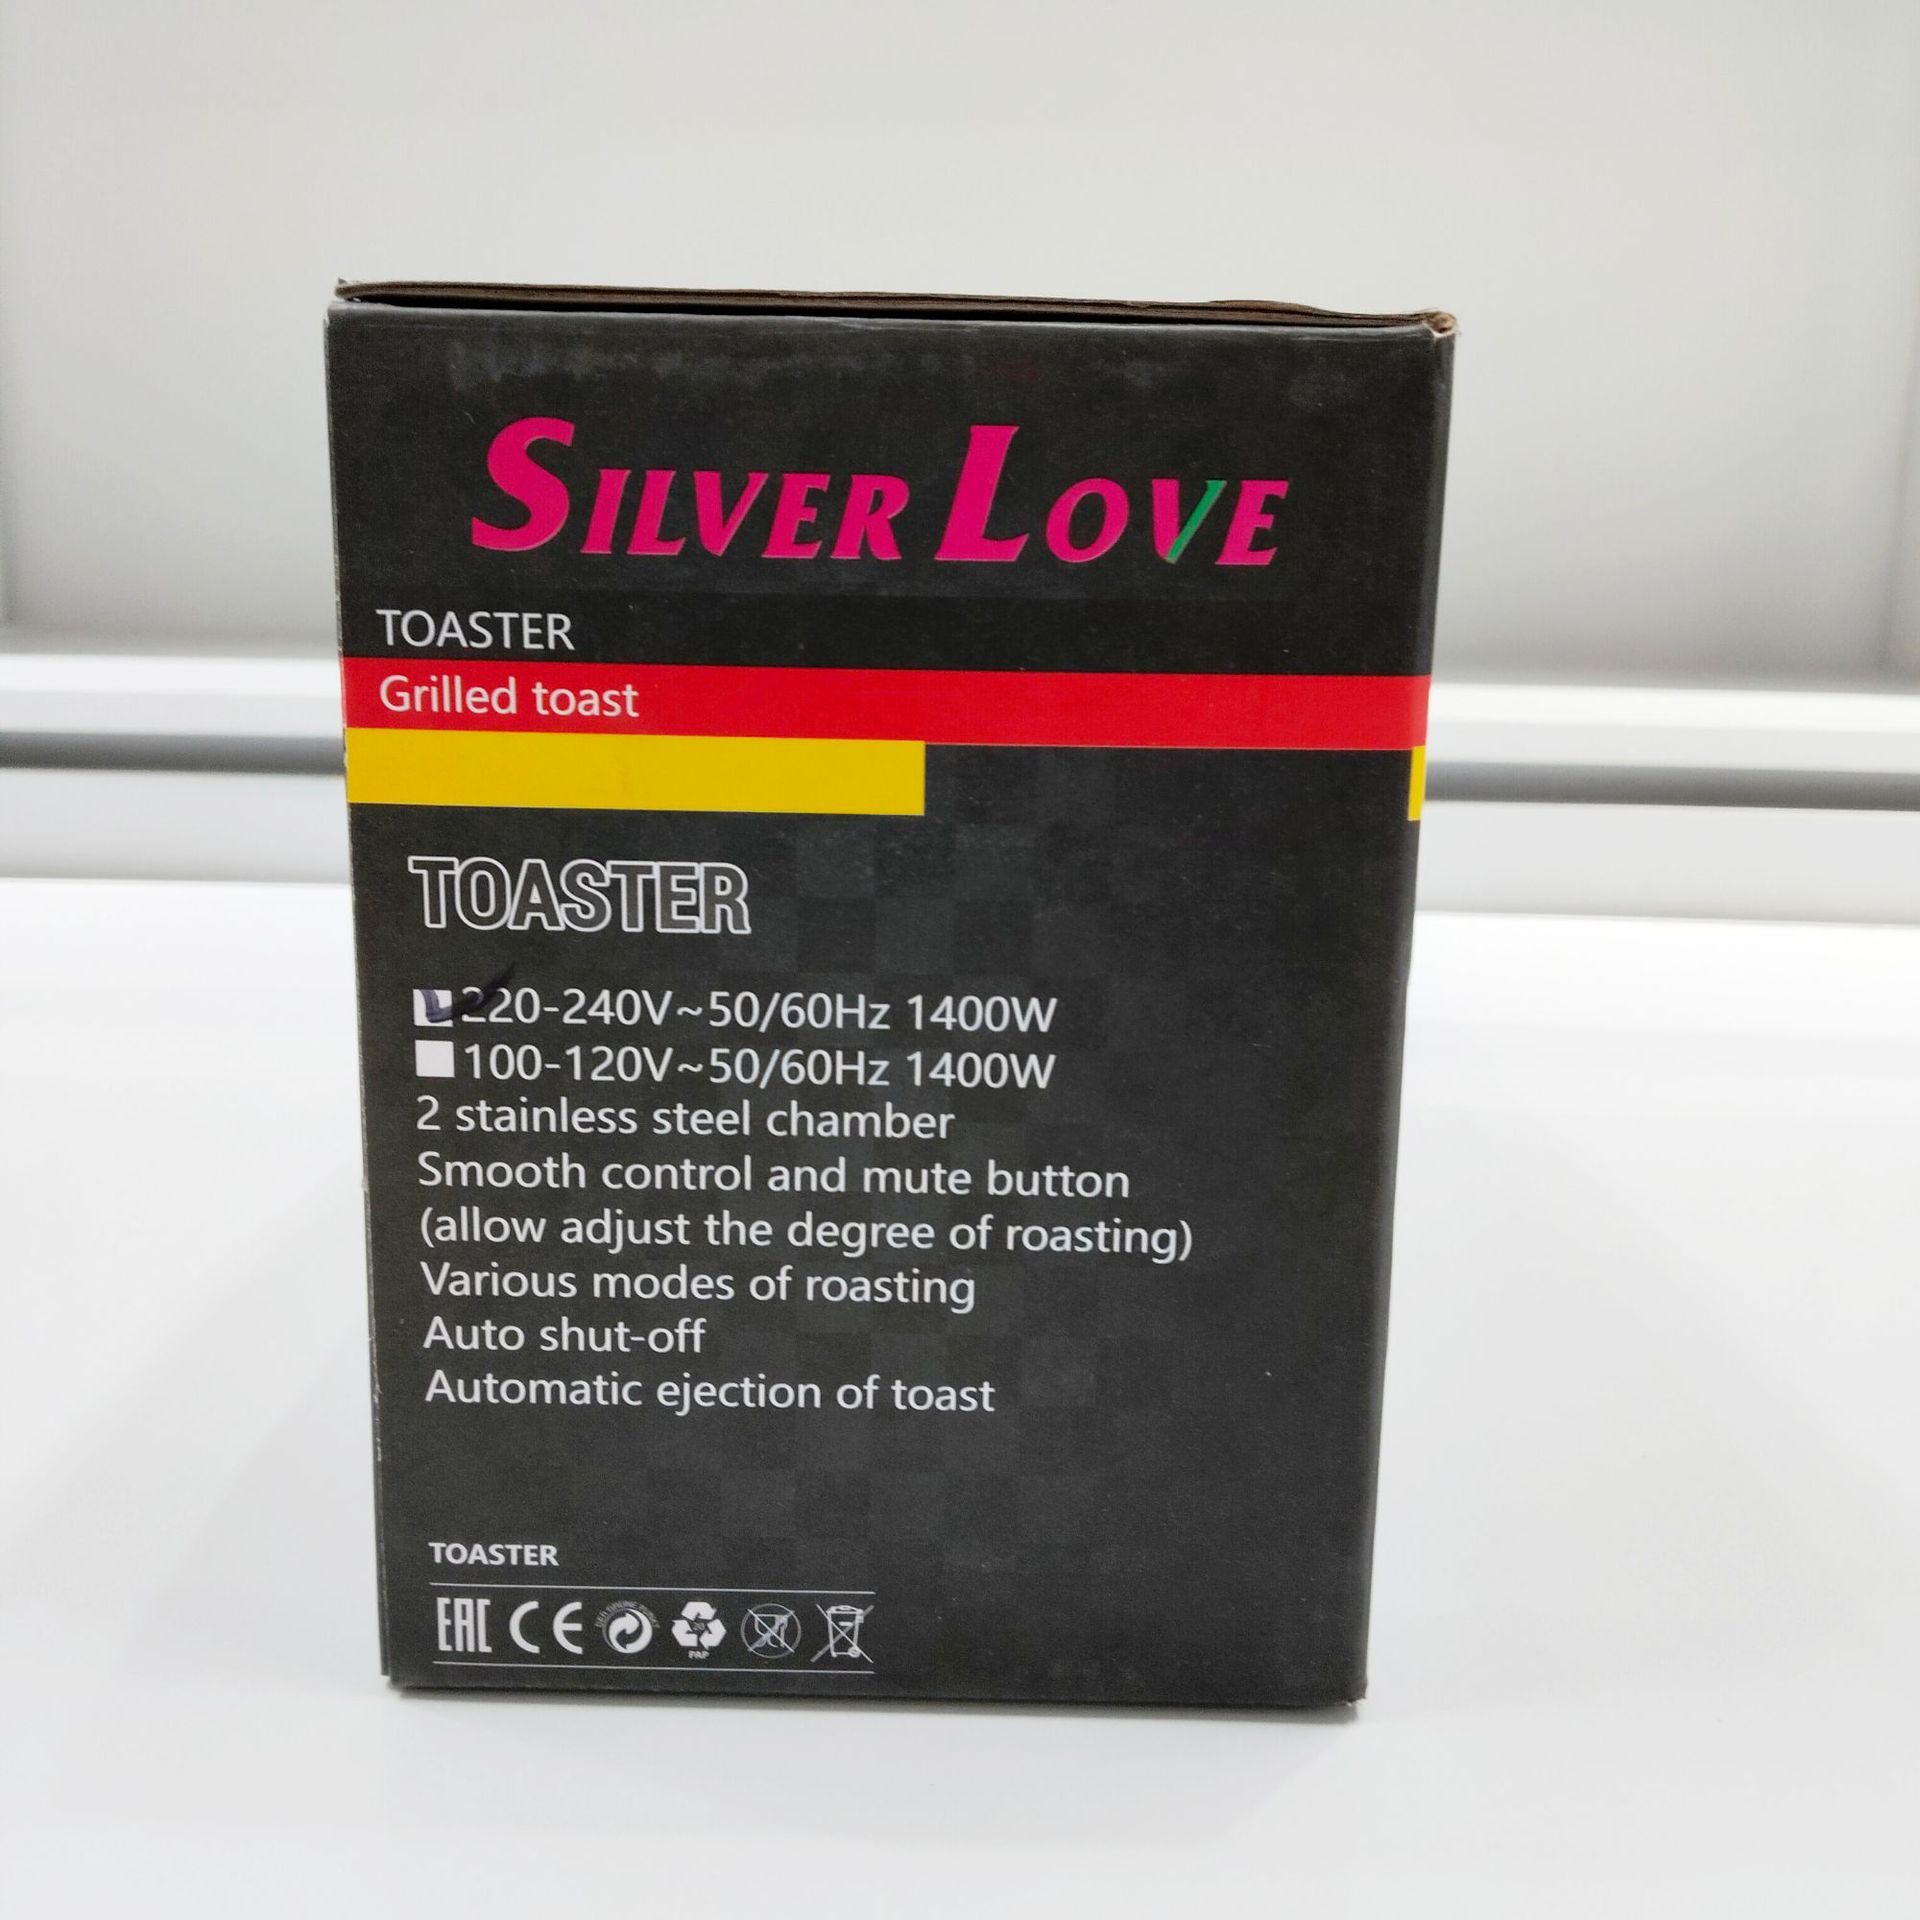 SILVER LOVE
TOASTER
Grilled toast
TOASTER
220-240V~50/60Hz 1400W
100-120V~50/60Hz 1400W
2 stainless steel chamber
Smooth control and mute button
(allow adjust the degree of roasting)
Various modes of roasting
Auto shut-off
Automatic ejection of toast
TOASTER
EAC CE
PAP